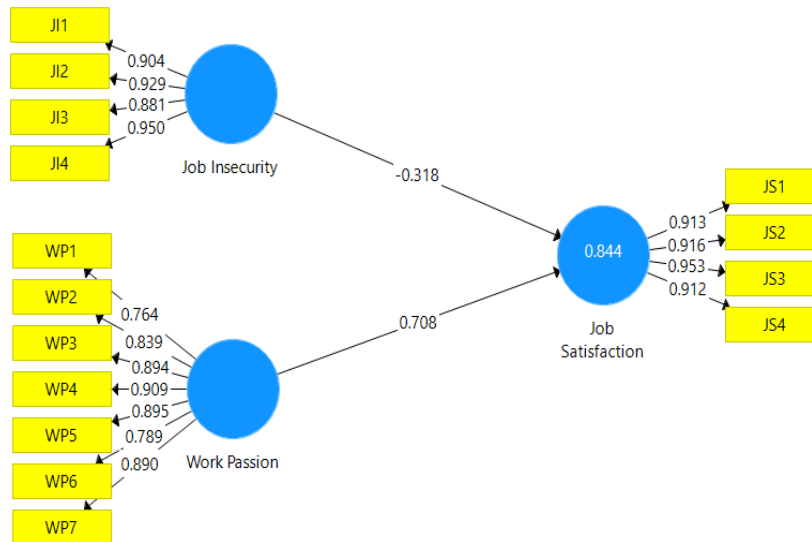 JI1
0.904
JI2
0.929
JI3
0.881
JI4
0.950
Job Insecurity
-0.318
WP1
0.764
WP2
0.839
WP3
0.894
WP4
0.909
WP5
0.895
WP6
0.789
WP7
0.890
Work Passion
0.708
0.844
Job
Satisfaction
JS1
0.913
JS2
0.916
JS3
0.953
JS4
0.912